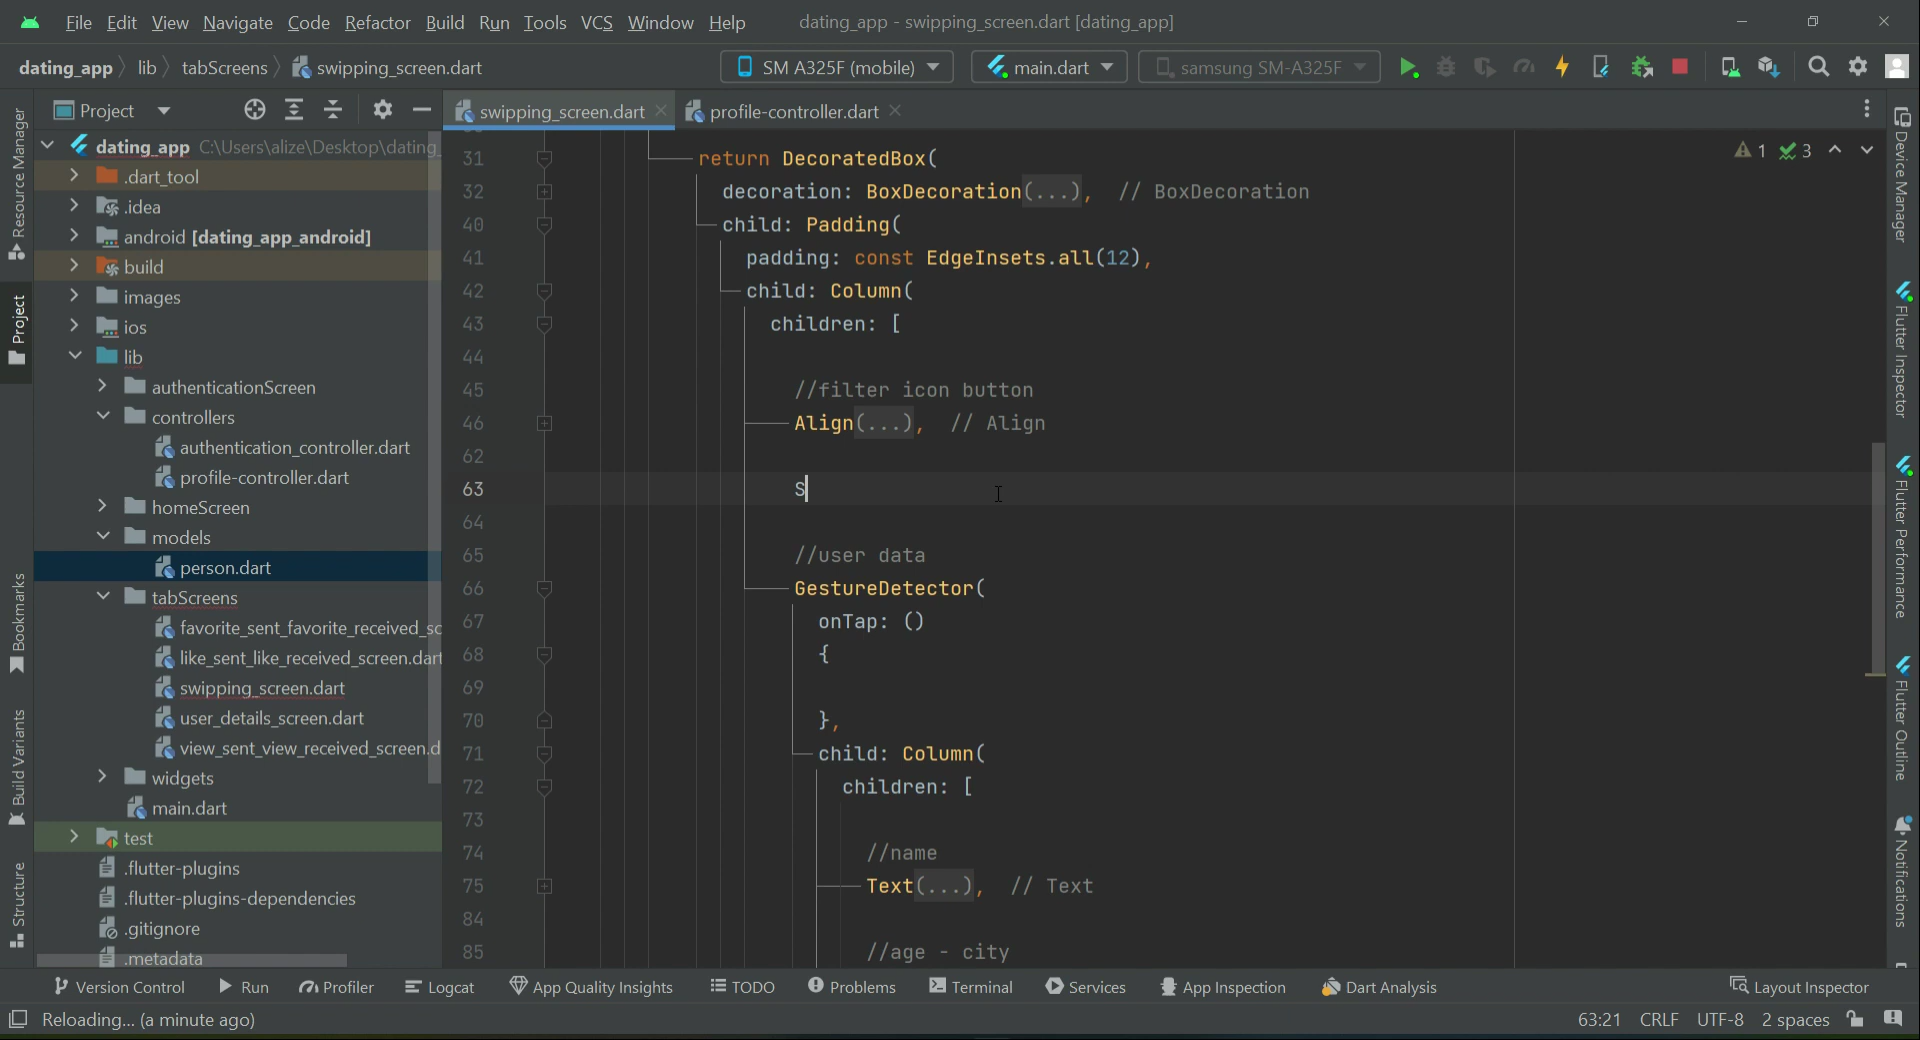 File Edit View Navigate Code Refactor Build Run Tools VCS Window Help dating_app - swipping_screen.dart [dating_app]
dating_app lib tabScreens swipping_screen.dart SM A325F (mobile) main.dart samsung SM-A325F
Project swipping_screen.dart profile-controller.dart
dating_app C:\Users\alize\Desktop\dating_
.dart_tool
.idea
android [dating_app_android]
build
images
ios
lib
authenticationScreen
controllers
authentication_controller.dart
profile-controller.dart
homeScreen
models
person.dart
tabScreens
favorite_sent_favorite_received_sc
like_sent_like_received_screen.dart
swipping_screen.dart
user_details_screen.dart
view_sent_view_received_screen.d
widgets
main.dart
test
.flutter-plugins
.flutter-plugins-dependencies
.gitignore
.metadata
31 return DecoratedBox(
32 decoration: BoxDecoration(...), // BoxDecoration
40 child: Padding(
41 padding: const EdgeInsets.all(12),
42 child: Column(
43 children: [
44
45 //filter icon button
46 Align(...), // Align
62
63 S
64
65 //user data
66 GestureDetector(
67 onTap: ()
68 {
69
70 },
71 child: Column(
72 children: [
73
74 //name
75 Text(...), // Text
84
85 //age - city
1 3
Resource Manager
Project
Bookmarks
Build Variants
Structure
Device Manager
Flutter Inspector
Flutter Performance
Flutter Outline
Notifications
Version Control Run Profiler Logcat App Quality Insights TODO Problems Terminal Services App Inspection Dart Analysis Layout Inspector
Reloading... (a minute ago) 63:21 CRLF UTF-8 2 spaces